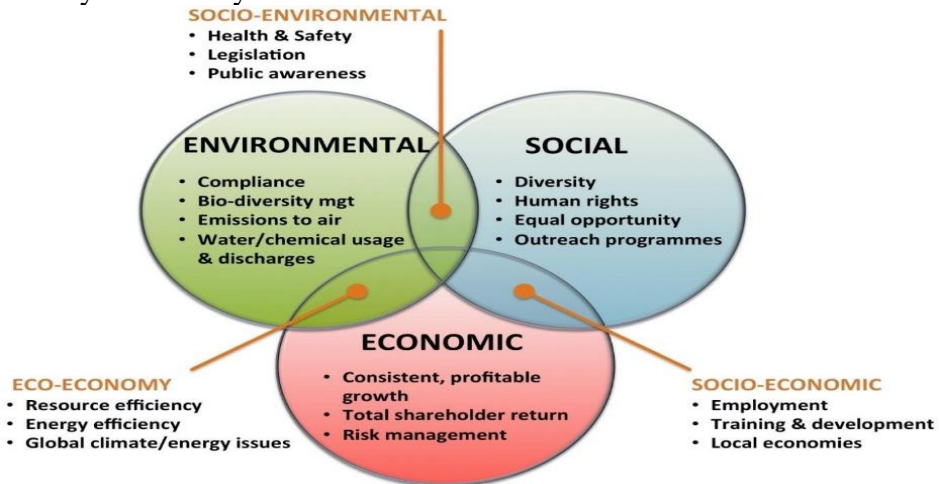 SOCIO-ENVIRONMENTAL
• Health & Safety
• Legislation
• Public awareness
ENVIRONMENTAL
• Compliance
• Bio-diversity mgt
• Emissions to air
• Water/chemical usage
& discharges
SOCIAL
• Diversity
• Human rights
• Equal opportunity
• Outreach programmes
ECONOMIC
• Consistent, profitable
growth
• Total shareholder return
• Risk management
ECO-ECONOMY
• Resource efficiency
• Energy efficiency
• Global climate/energy issues
SOCIO-ECONOMIC
• Employment
• Training & development
• Local economies